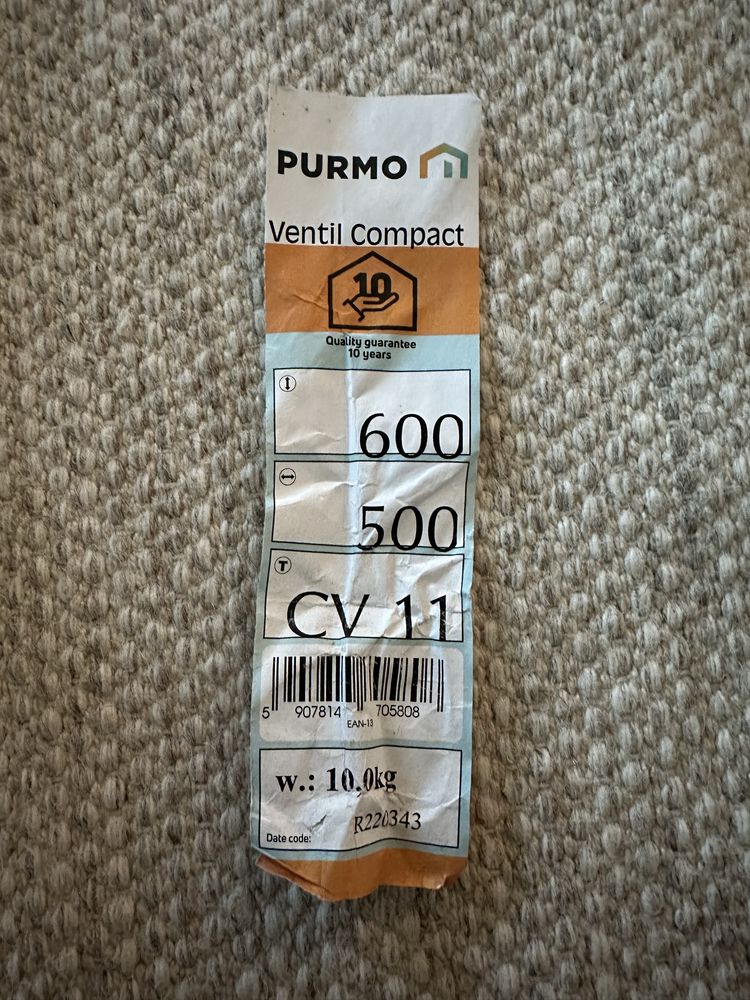 PURMO
Ventil Compact
10
Quality guarantee
10 years
600
500
T
CV 11
5 907814 705808
EAN-13
w.: 10,0kg
R220343
Date code: